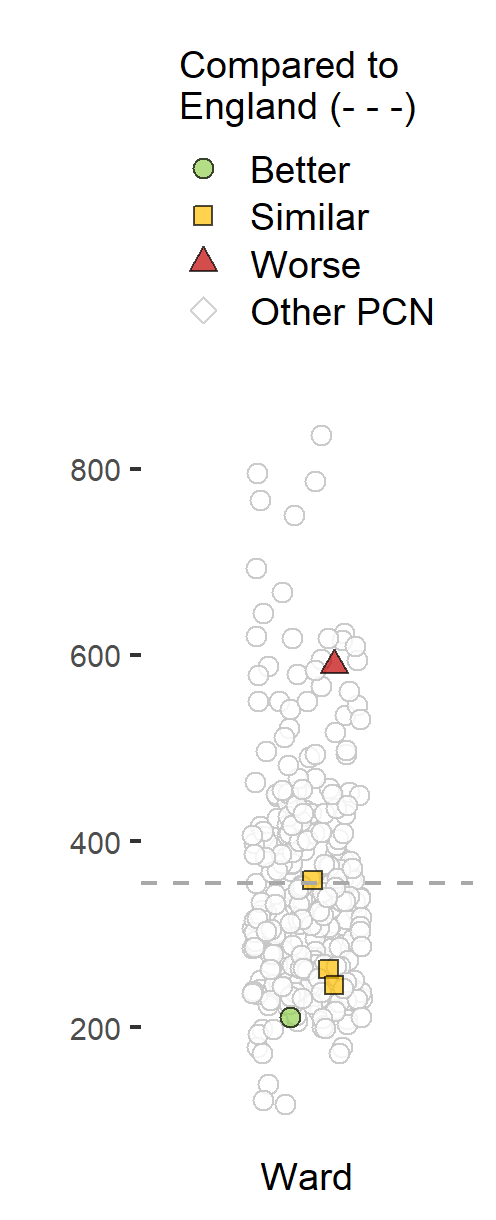 Compared to
England (- - -)
Better
Similar
Worse
Other PCN
800
600
400
200
Ward